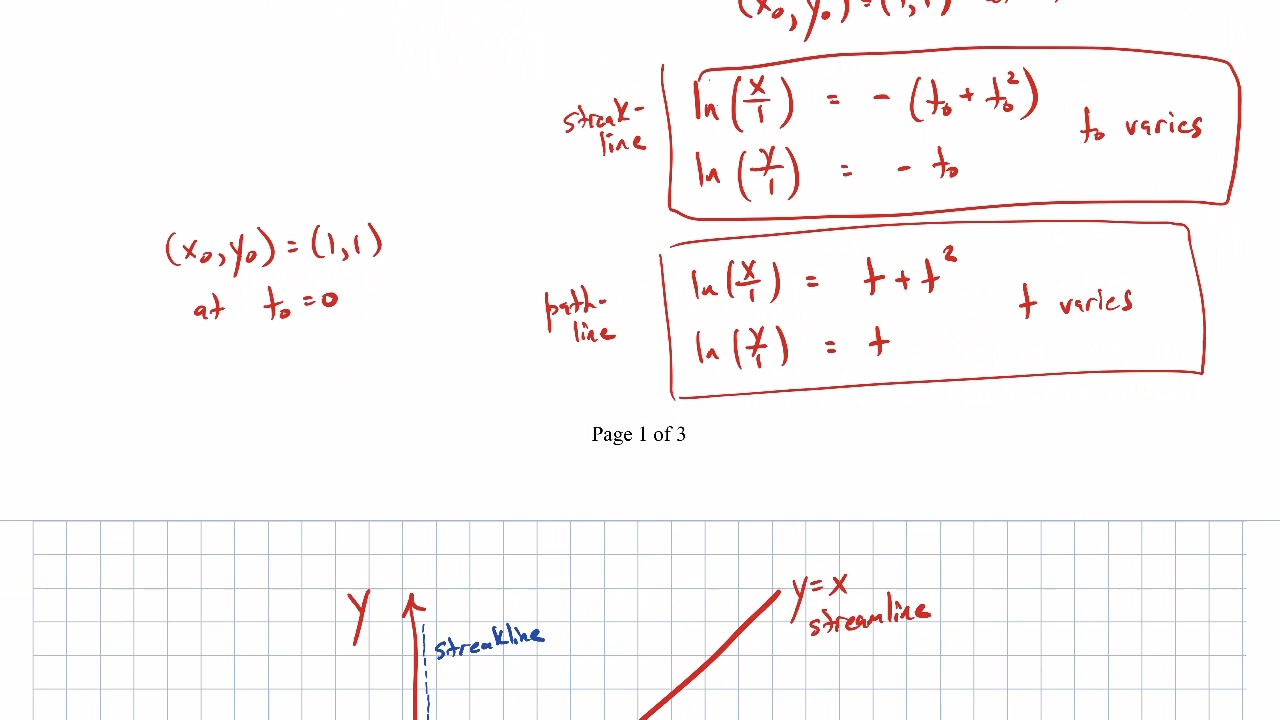 streak-
line
ln(x/1) = - (t₀ + t₀²)
t₀ varies
ln(y/1) = - t₀
(x₀, y₀) = (1, 1)
at t₀ = 0
path-
line
ln(x/1) = t + t²
t varies
ln(y/1) = t
Page 1 of 3
y
streakline
y = x
streamline